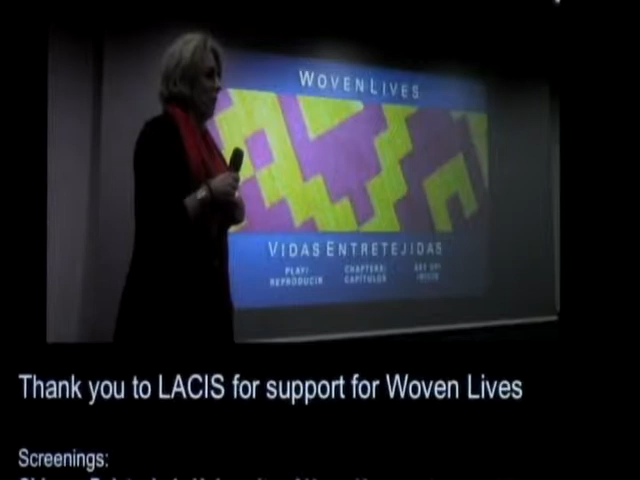 WOVEN LIVES
VIDAS ENTRETEJIDAS
PLAY/ CHAPTERS/
REPRODUCIR CAPITULOS
Thank you to LACIS for support for Woven Lives
Screenings: